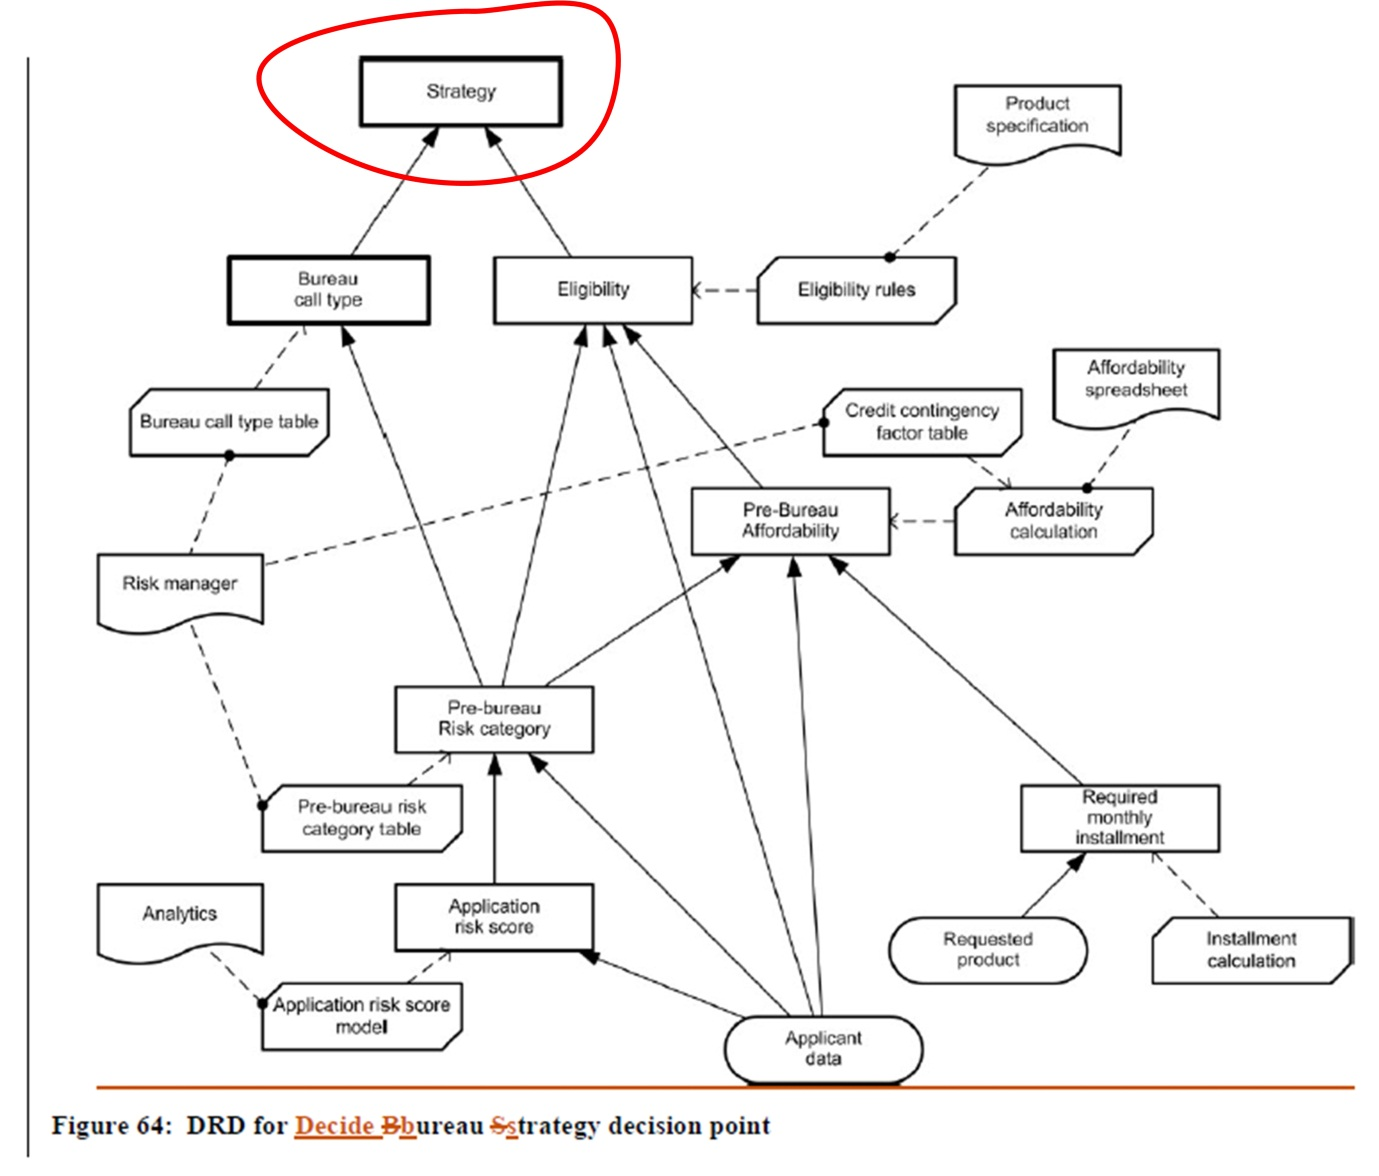 Strategy
Product
specification
Bureau
call type
Eligibility
Eligibility rules
Affordability
spreadsheet
Bureau call type table
Credit contingency
factor table
Pre-Bureau
Affordability
Affordability
calculation
Risk manager
Pre-bureau
Risk category
Pre-bureau risk
category table
Required
monthly
installment
Analytics
Application
risk score
Requested
product
Installment
calculation
Application risk score
model
Applicant
data
Figure 64: DRD for Decide Bbureau Sstrategy decision point